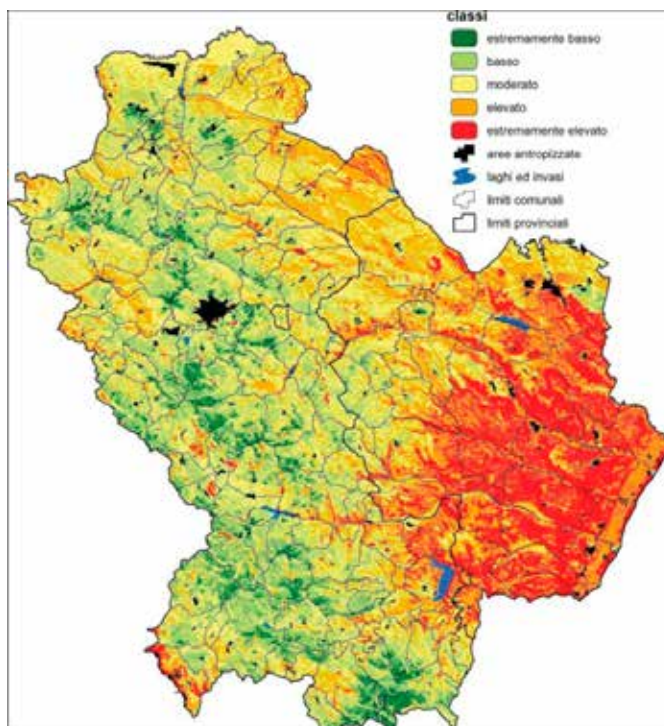 classi
estremamente basso
basso
moderato
elevato
estremamente elevato
aree antropizzate
laghi ed invasi
limiti comunali
limiti provinciali